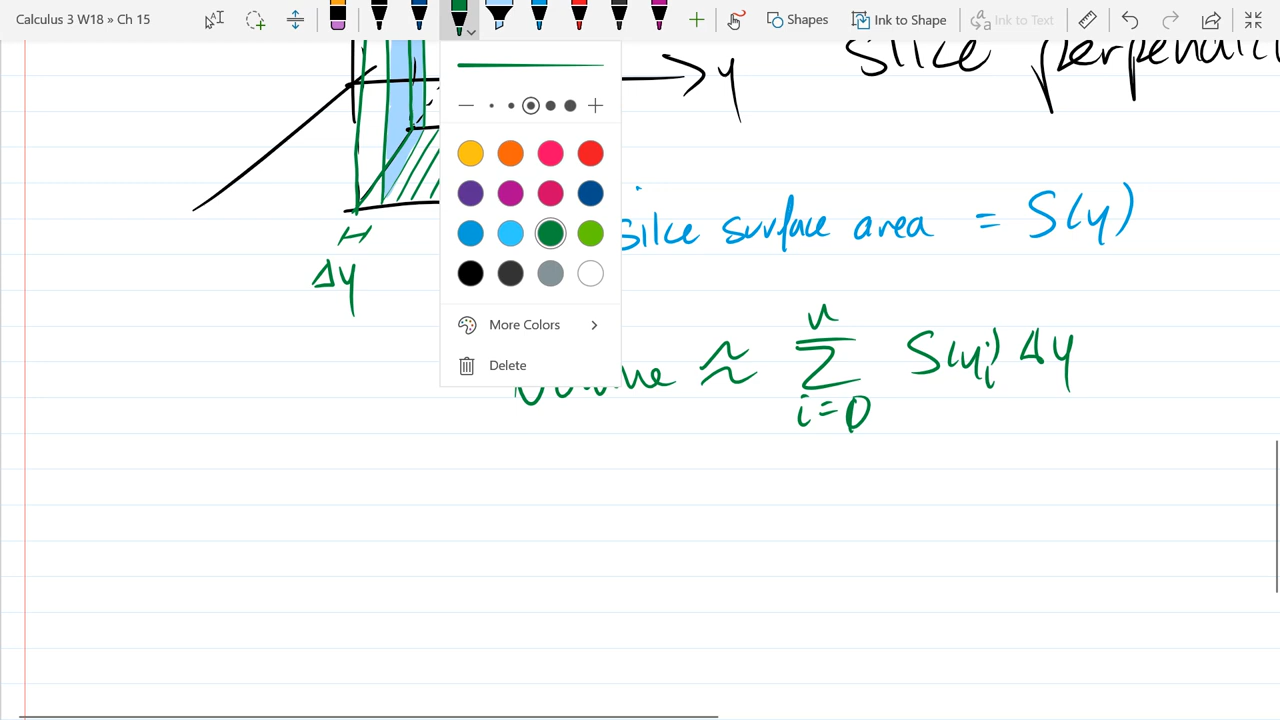 Calculus 3 W18 » Ch 15
Shapes
Ink to Shape
Ink to Text
y
slice
Δy
slice surface area = S(y)
≈ n Σ i=0 S(yi) Δy
More Colors
Delete